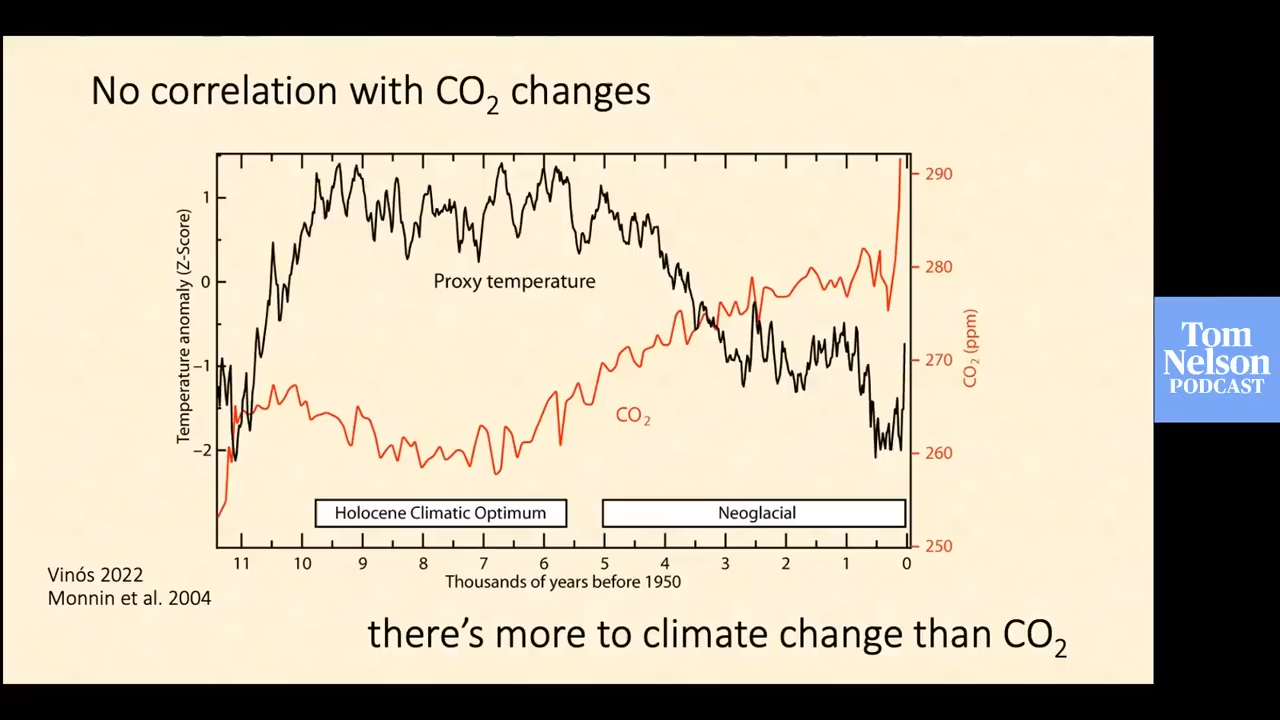 No correlation with CO₂ changes
Temperature anomaly (Z-Score)
1
0
−1
−2
Proxy temperature
CO₂
290
280
270
260
250
CO₂ (ppm)
Holocene Climatic Optimum
Neoglacial
11 10 9 8 7 6 5 4 3 2 1 0
Thousands of years before 1950
Vinós 2022
Monnin et al. 2004
there’s more to climate change than CO₂
Tom
Nelson
PODCAST